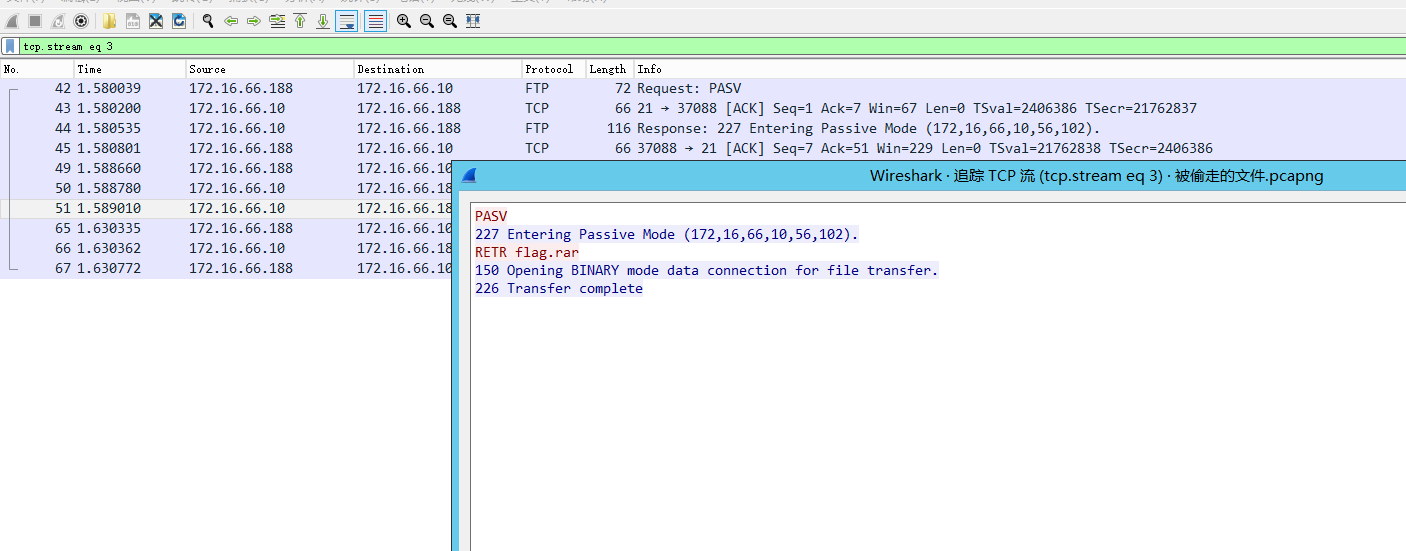 tcp.stream eq 3
No. Time Source Destination Protocol Length Info
42 1.580039 172.16.66.188 172.16.66.10 FTP 72 Request: PASV
43 1.580200 172.16.66.10 172.16.66.188 TCP 66 21 → 37088 [ACK] Seq=1 Ack=7 Win=67 Len=0 TSval=2406386 TSecr=21762837
44 1.580535 172.16.66.10 172.16.66.188 FTP 116 Response: 227 Entering Passive Mode (172,16,66,10,56,102).
45 1.580801 172.16.66.188 172.16.66.10 TCP 66 37088 → 21 [ACK] Seq=7 Ack=51 Win=229 Len=0 TSval=21762838 TSecr=2406386
49 1.588660 172.16.66.188 172.16.66.10
50 1.588780 172.16.66.10 172.16.66.18
51 1.589010 172.16.66.10 172.16.66.18
65 1.630335 172.16.66.188 172.16.66.10
66 1.630362 172.16.66.10 172.16.66.18
67 1.630772 172.16.66.188 172.16.66.10
Wireshark · 追踪 TCP 流 (tcp.stream eq 3) · 被偷走的文件.pcapng
PASV
227 Entering Passive Mode (172,16,66,10,56,102).
RETR flag.rar
150 Opening BINARY mode data connection for file transfer.
226 Transfer complete